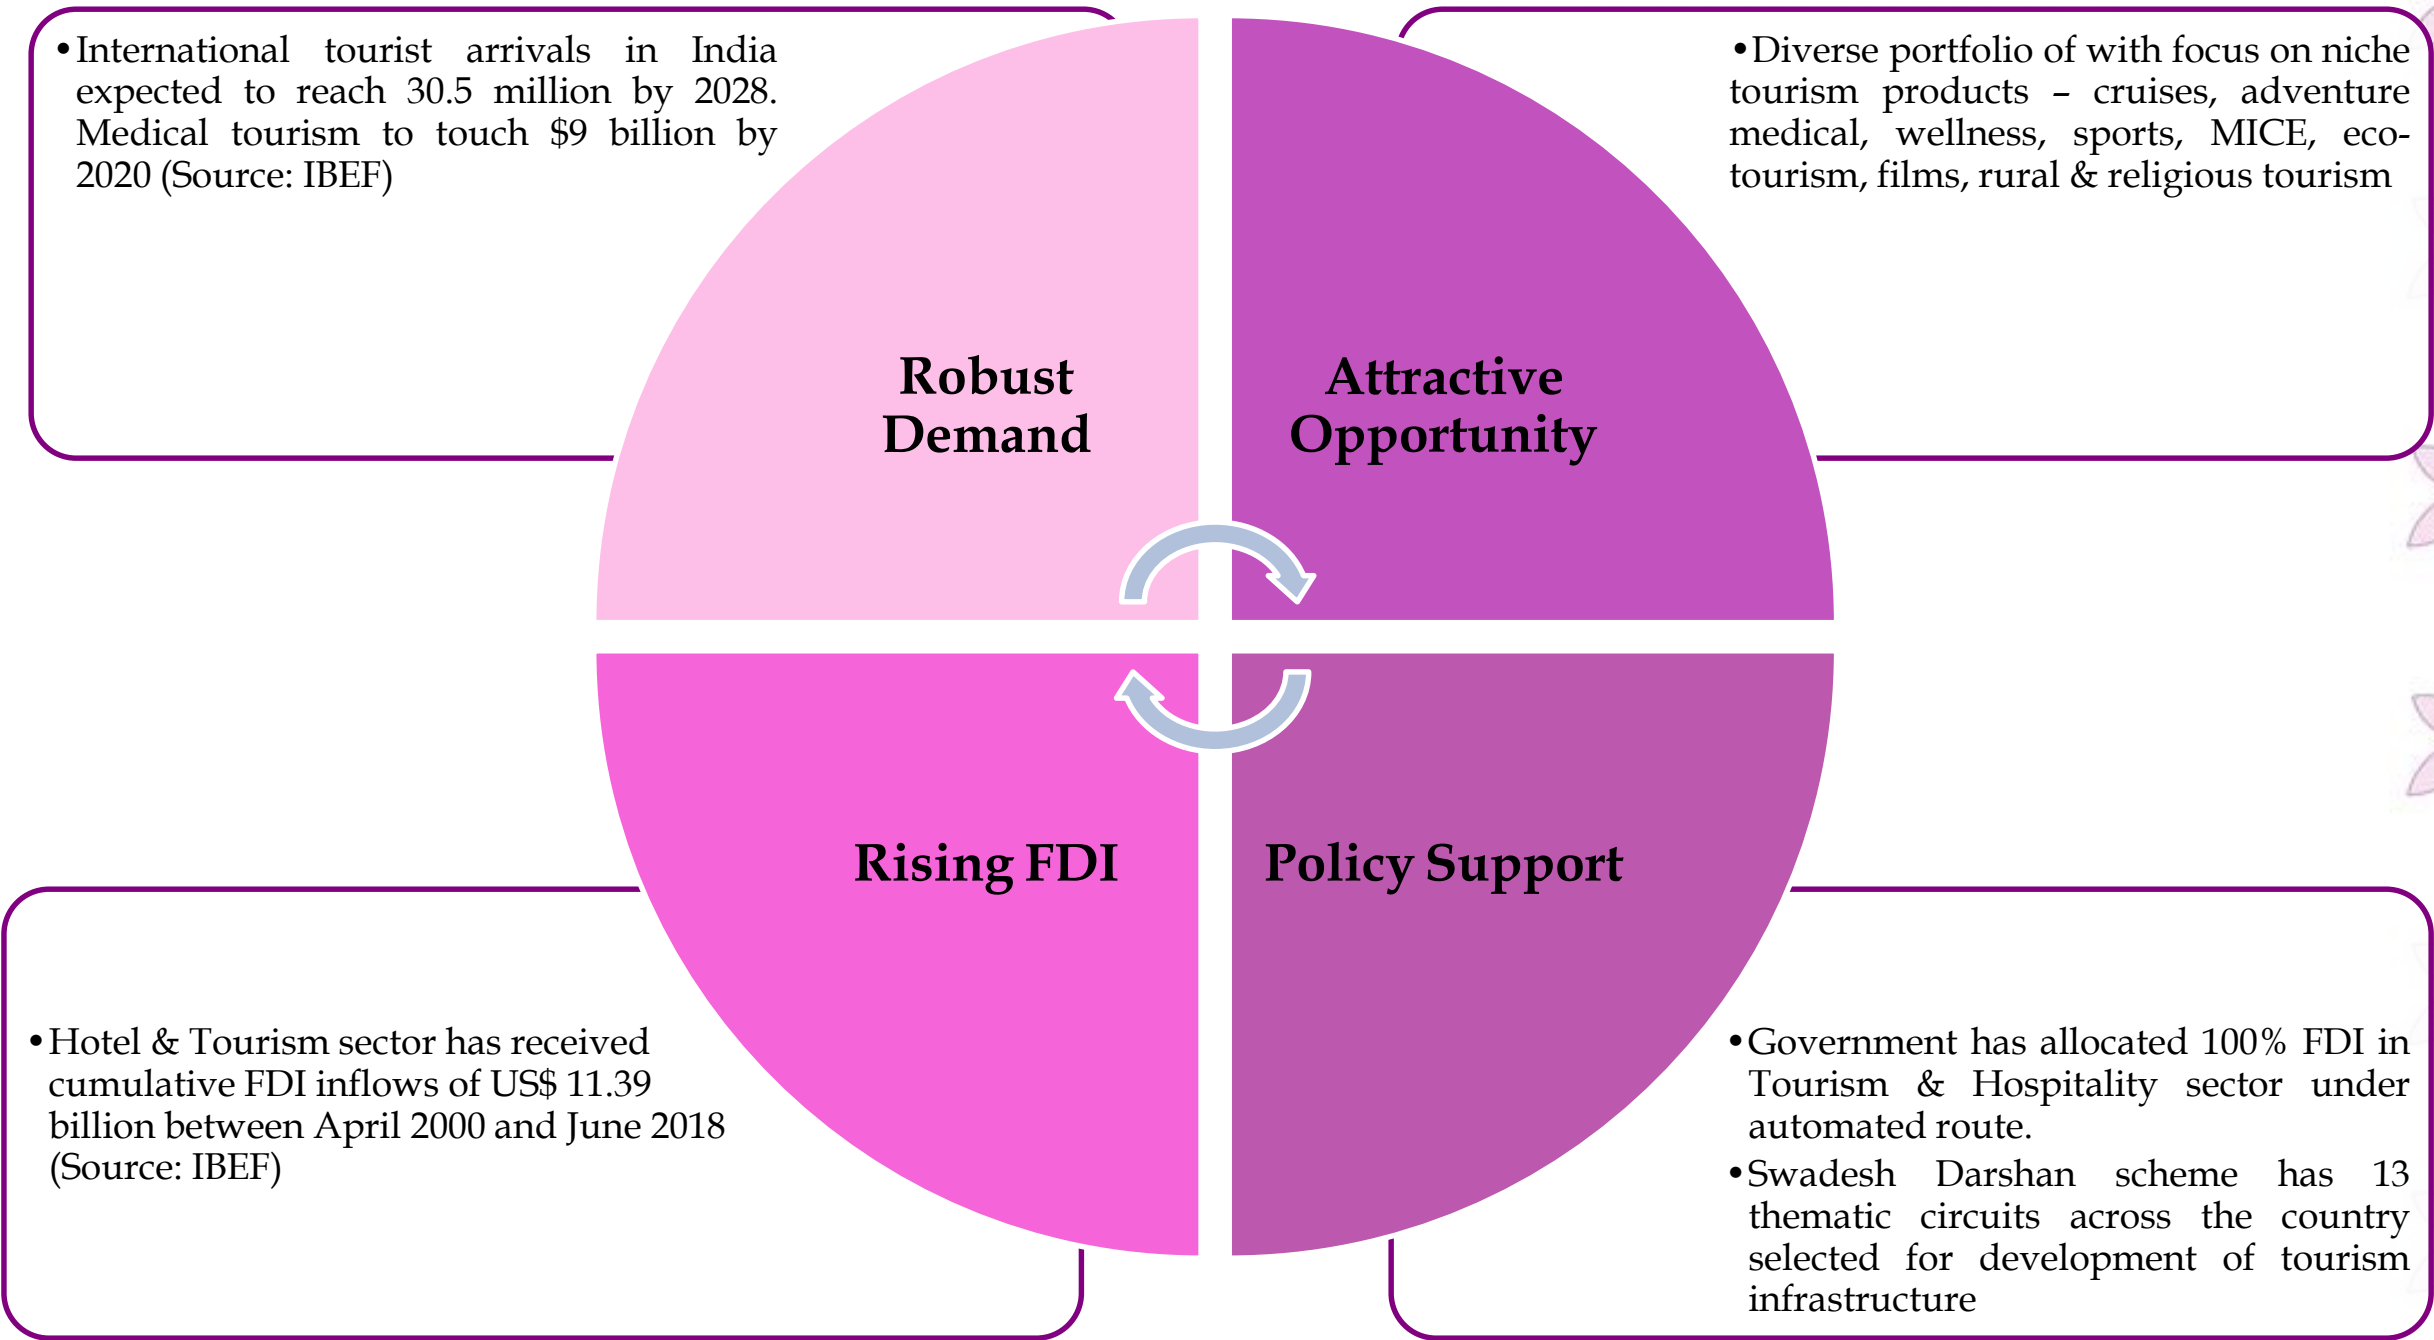 •International tourist arrivals in India
expected to reach 30.5 million by 2028.
Medical tourism to touch $9 billion by
2020 (Source: IBEF)
•Diverse portfolio of with focus on niche
tourism products – cruises, adventure
medical, wellness, sports, MICE, eco-
tourism, films, rural & religious tourism
Robust
Demand
Attractive
Opportunity
Rising FDI
Policy Support
•Hotel & Tourism sector has received
cumulative FDI inflows of US$ 11.39
billion between April 2000 and June 2018
(Source: IBEF)
•Government has allocated 100% FDI in
Tourism & Hospitality sector under
automated route.
•Swadesh Darshan scheme has 13
thematic circuits across the country
selected for development of tourism
infrastructure